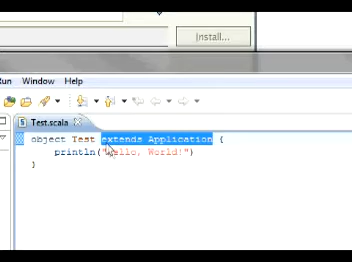 Install...
Run Window Help
Test.scala
object Test extends Application {
println("Hello, World!")
}